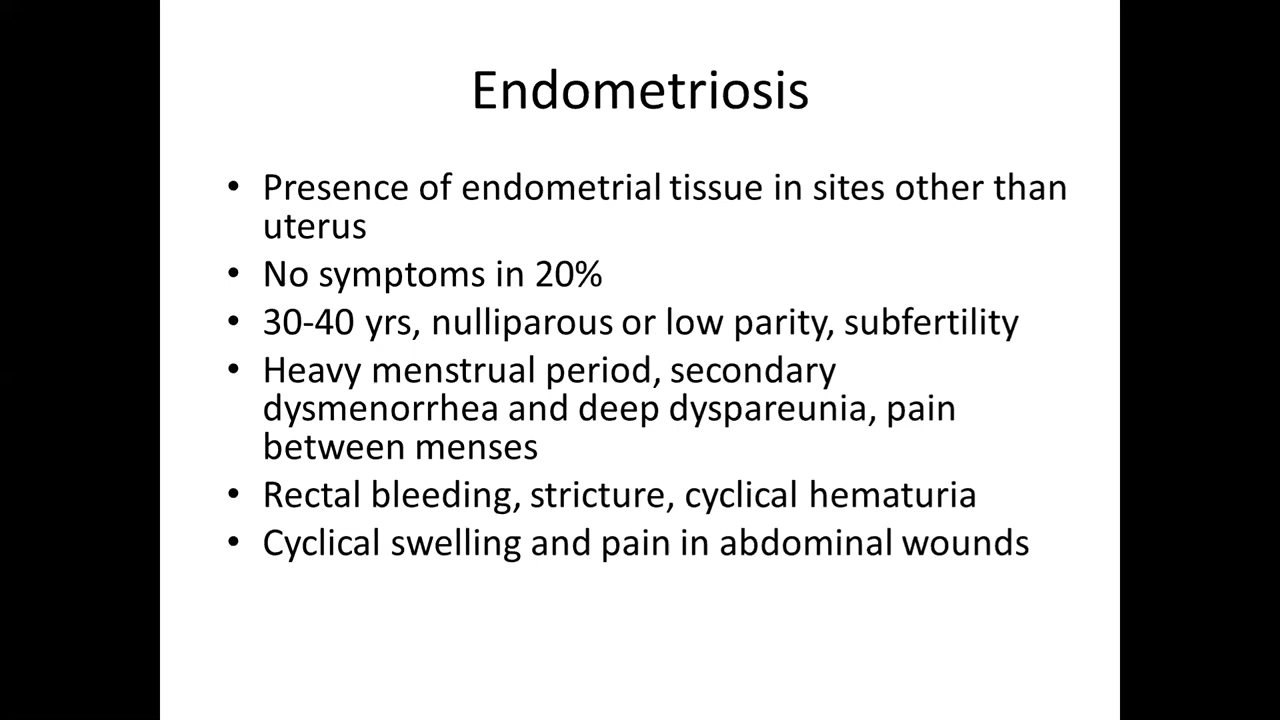 Endometriosis
• Presence of endometrial tissue in sites other than
uterus
• No symptoms in 20%
• 30-40 yrs, nulliparous or low parity, subfertility
• Heavy menstrual period, secondary
dysmenorrhea and deep dyspareunia, pain
between menses
• Rectal bleeding, stricture, cyclical hematuria
• Cyclical swelling and pain in abdominal wounds